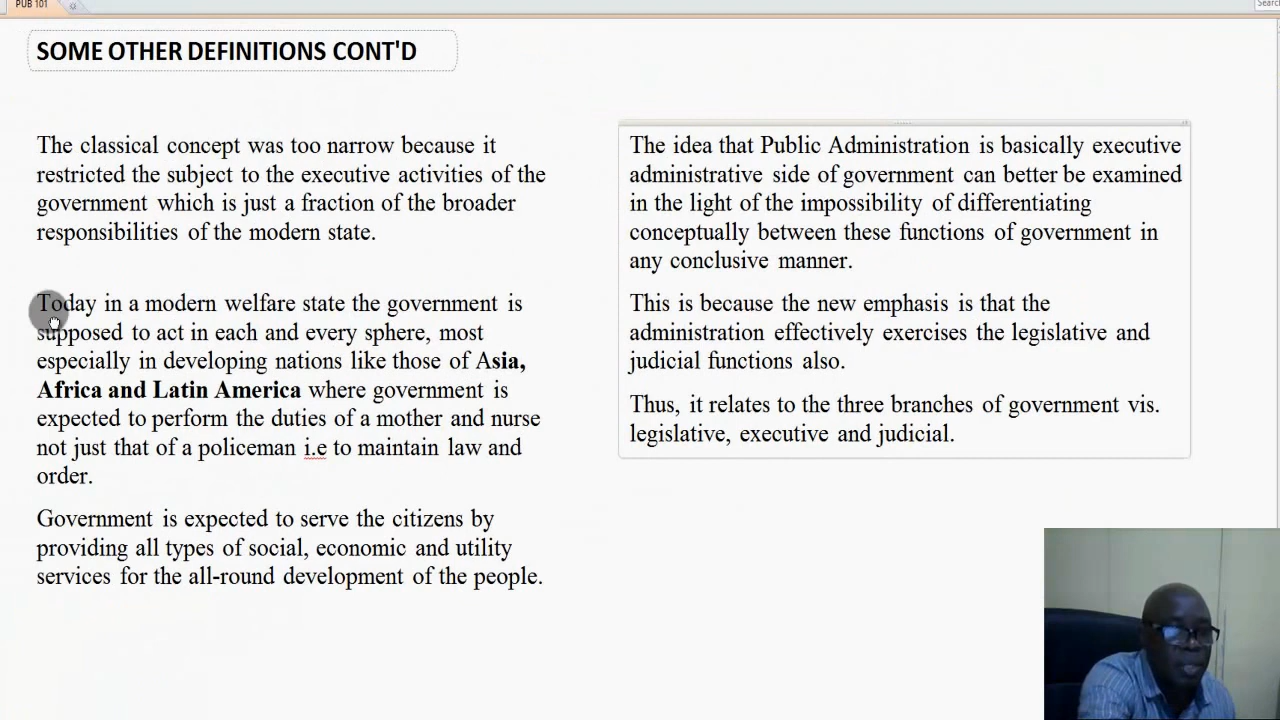 PUB 101
Search
SOME OTHER DEFINITIONS CONT'D
The classical concept was too narrow because it
restricted the subject to the executive activities of the
government which is just a fraction of the broader
responsibilities of the modern state.
Today in a modern welfare state the government is
supposed to act in each and every sphere, most
especially in developing nations like those of Asia,
Africa and Latin America where government is
expected to perform the duties of a mother and nurse
not just that of a policeman i.e to maintain law and
order.
Government is expected to serve the citizens by
providing all types of social, economic and utility
services for the all-round development of the people.
The idea that Public Administration is basically executive
administrative side of government can better be examined
in the light of the impossibility of differentiating
conceptually between these functions of government in
any conclusive manner.
This is because the new emphasis is that the
administration effectively exercises the legislative and
judicial functions also.
Thus, it relates to the three branches of government vis.
legislative, executive and judicial.